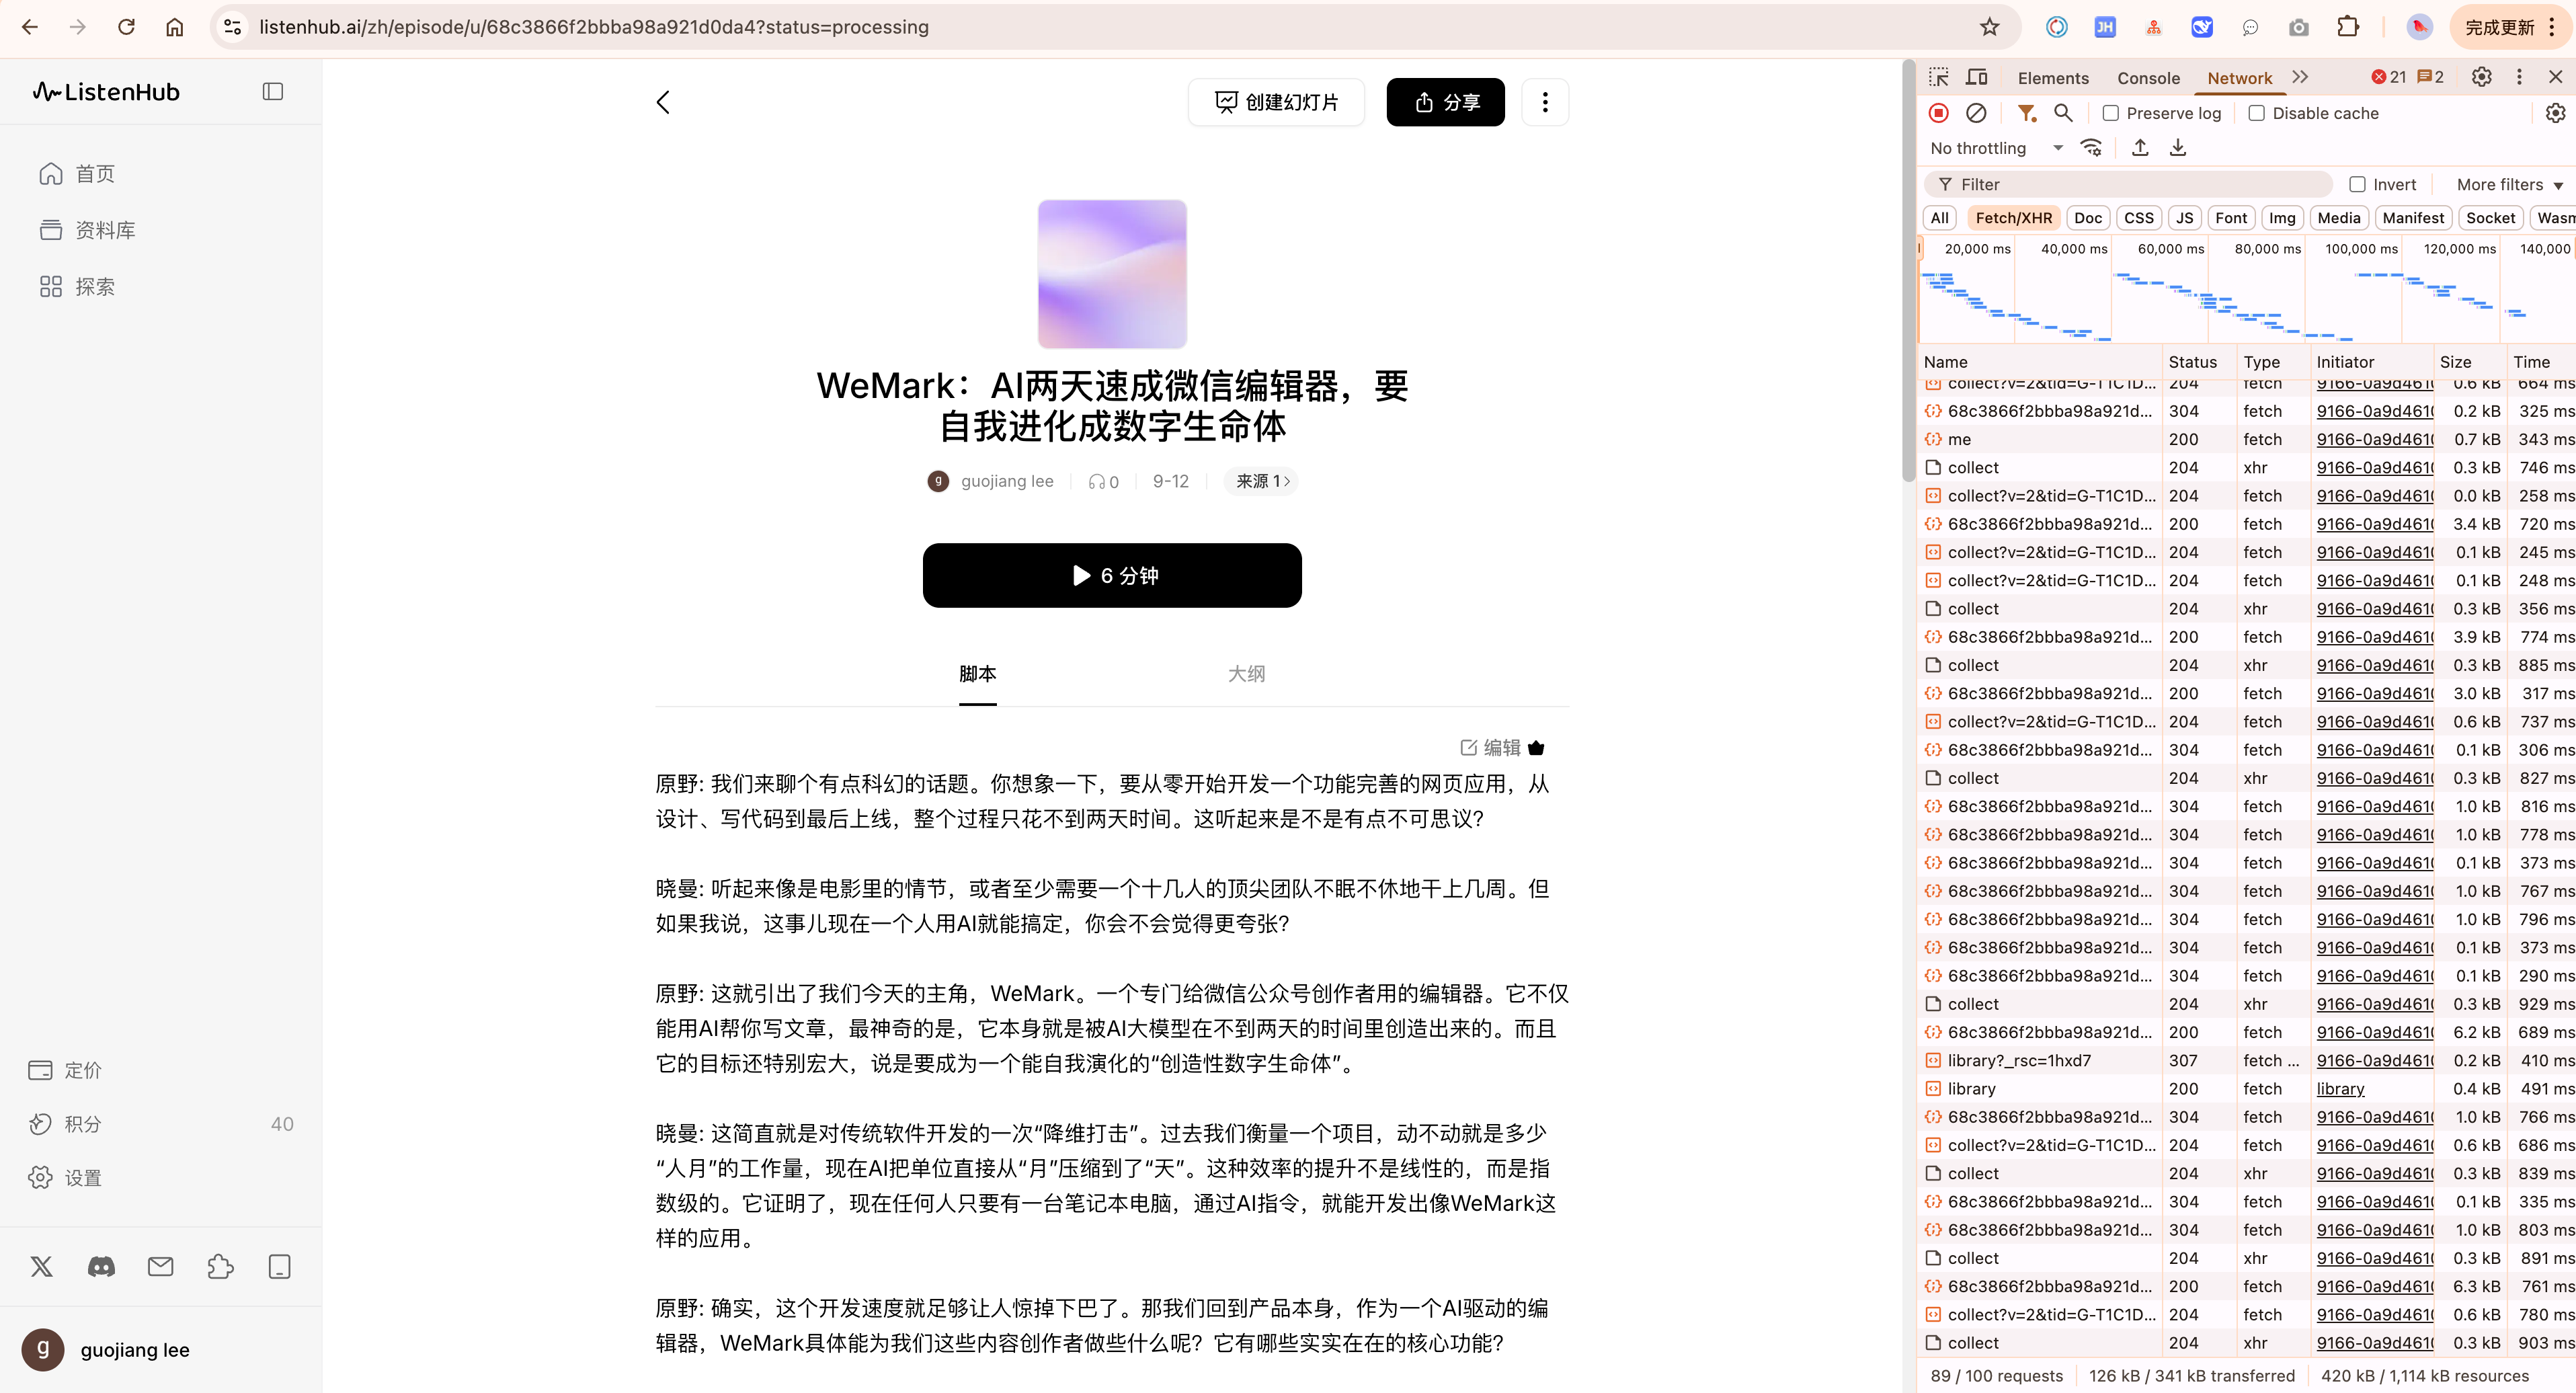 listenhub.ai/zh/episode/u/68c3866f2bbba98a921d0da4?status=processing
完成更新
ListenHub
首页
资料库
探索
定价
积分 40
设置
g guojiang lee
创建幻灯片
分享
WeMark：AI两天速成微信编辑器，要
自我进化成数字生命体
g guojiang lee 0 9-12 来源 1
6 分钟
脚本 大纲
编辑
原野: 我们来聊个有点科幻的话题。你想象一下，要从零开始开发一个功能完善的网页应用，从
设计、写代码到最后上线，整个过程只花不到两天时间。这听起来是不是有点不可思议？
晓曼: 听起来像是电影里的情节，或者至少需要一个十几人的顶尖团队不眠不休地干上几周。但
如果我说，这事儿现在一个人用AI就能搞定，你会不会觉得更夸张？
原野: 这就引出了我们今天的主角，WeMark。一个专门给微信公众号创作者用的编辑器。它不仅
能用AI帮你写文章，最神奇的是，它本身就是被AI大模型在不到两天的时间里创造出来的。而且
它的目标还特别宏大，说是要成为一个能自我演化的“创造性数字生命体”。
晓曼: 这简直就是对传统软件开发的一次“降维打击”。过去我们衡量一个项目，动不动就是多少
“人月”的工作量，现在AI把单位直接从“月”压缩到了“天”。这种效率的提升不是线性的，而是指
数级的。它证明了，现在任何人只要有一台笔记本电脑，通过AI指令，就能开发出像WeMark这
样的应用。
原野: 确实，这个开发速度就足够让人惊掉下巴了。那我们回到产品本身，作为一个AI驱动的编
辑器，WeMark具体能为我们这些内容创作者做些什么呢？它有哪些实实在在的核心功能？
Elements Console Network 21 2
Preserve log Disable cache
No throttling
Filter Invert More filters
All Fetch/XHR Doc CSS JS Font Img Media Manifest Socket Wasm
20,000 ms 40,000 ms 60,000 ms 80,000 ms 100,000 ms 120,000 ms 140,000
Name Status Type Initiator Size Time
collect?v=2&tid=G-T1C1D... 204 fetch 9166-0a9d461 0.6 kB 664 ms
68c3866f2bbba98a921d... 304 fetch 9166-0a9d461 0.2 kB 325 ms
me 200 fetch 9166-0a9d461 0.7 kB 343 ms
collect 204 xhr 9166-0a9d461 0.3 kB 746 ms
collect?v=2&tid=G-T1C1D... 204 fetch 9166-0a9d461 0.0 kB 258 ms
68c3866f2bbba98a921d... 200 fetch 9166-0a9d461 3.4 kB 720 ms
collect?v=2&tid=G-T1C1D... 204 fetch 9166-0a9d461 0.1 kB 245 ms
collect?v=2&tid=G-T1C1D... 204 fetch 9166-0a9d461 0.1 kB 248 ms
collect 204 xhr 9166-0a9d461 0.3 kB 356 ms
68c3866f2bbba98a921d... 200 fetch 9166-0a9d461 3.9 kB 774 ms
collect 204 xhr 9166-0a9d461 0.3 kB 885 ms
68c3866f2bbba98a921d... 200 fetch 9166-0a9d461 3.0 kB 317 ms
collect?v=2&tid=G-T1C1D... 204 fetch 9166-0a9d461 0.6 kB 737 ms
68c3866f2bbba98a921d... 304 fetch 9166-0a9d461 0.1 kB 306 ms
collect 204 xhr 9166-0a9d461 0.3 kB 827 ms
68c3866f2bbba98a921d... 304 fetch 9166-0a9d461 1.0 kB 816 ms
68c3866f2bbba98a921d... 304 fetch 9166-0a9d461 1.0 kB 778 ms
68c3866f2bbba98a921d... 304 fetch 9166-0a9d461 0.1 kB 373 ms
68c3866f2bbba98a921d... 304 fetch 9166-0a9d461 1.0 kB 767 ms
68c3866f2bbba98a921d... 304 fetch 9166-0a9d461 1.0 kB 796 ms
68c3866f2bbba98a921d... 304 fetch 9166-0a9d461 0.1 kB 373 ms
68c3866f2bbba98a921d... 304 fetch 9166-0a9d461 0.1 kB 290 ms
collect 204 xhr 9166-0a9d461 0.3 kB 929 ms
68c3866f2bbba98a921d... 200 fetch 9166-0a9d461 6.2 kB 689 ms
library?_rsc=1hxd7 307 fetch ... 9166-0a9d461 0.2 kB 410 ms
library 200 fetch library 0.4 kB 491 ms
68c3866f2bbba98a921d... 304 fetch 9166-0a9d461 1.0 kB 766 ms
collect?v=2&tid=G-T1C1D... 204 fetch 9166-0a9d461 0.6 kB 686 ms
collect 204 xhr 9166-0a9d461 0.3 kB 839 ms
68c3866f2bbba98a921d... 304 fetch 9166-0a9d461 0.1 kB 335 ms
68c3866f2bbba98a921d... 304 fetch 9166-0a9d461 1.0 kB 803 ms
collect 204 xhr 9166-0a9d461 0.3 kB 891 ms
68c3866f2bbba98a921d... 200 fetch 9166-0a9d461 6.3 kB 761 ms
collect?v=2&tid=G-T1C1D... 204 fetch 9166-0a9d461 0.6 kB 780 ms
collect 204 xhr 9166-0a9d461 0.3 kB 903 ms
89 / 100 requests 126 kB / 341 kB transferred 420 kB / 1,114 kB resources